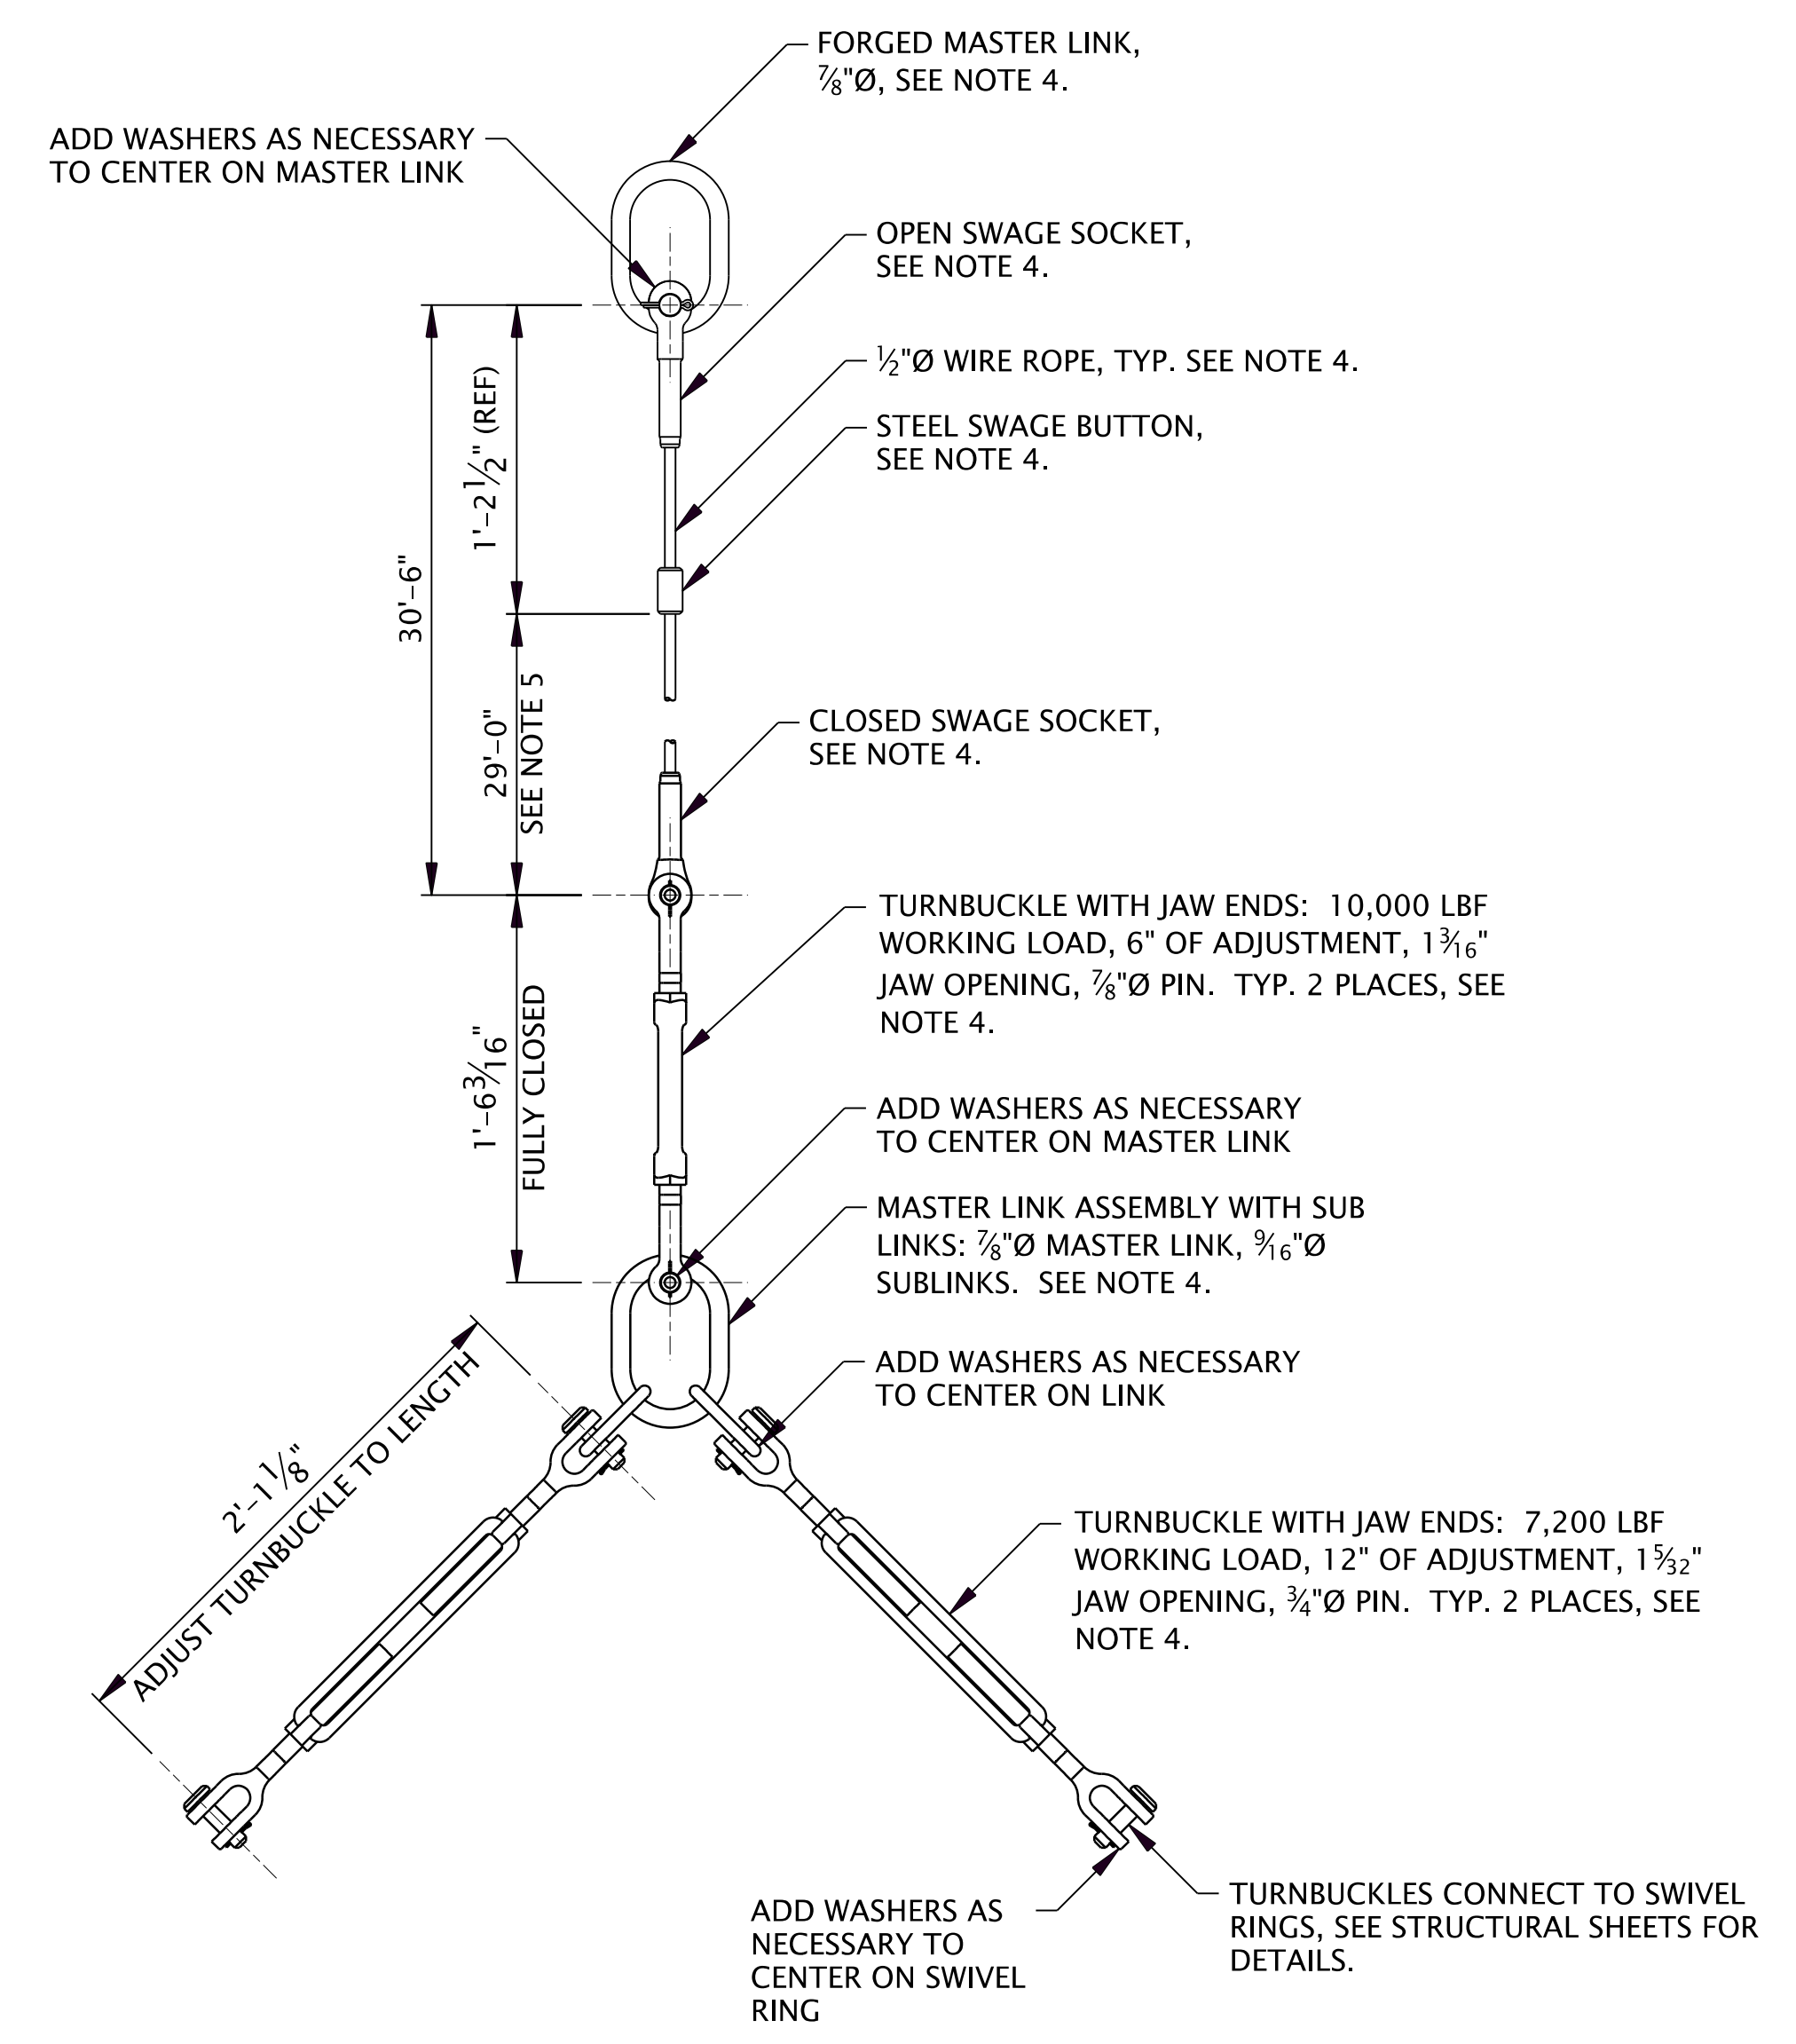 FORGED MASTER LINK,
⅞"Ø, SEE NOTE 4.
ADD WASHERS AS NECESSARY
TO CENTER ON MASTER LINK
OPEN SWAGE SOCKET,
SEE NOTE 4.
½"Ø WIRE ROPE, TYP. SEE NOTE 4.
STEEL SWAGE BUTTON,
SEE NOTE 4.
1'-2½" (REF)
30'-6"
29'-0"
SEE NOTE 5
CLOSED SWAGE SOCKET,
SEE NOTE 4.
TURNBUCKLE WITH JAW ENDS: 10,000 LBF
WORKING LOAD, 6" OF ADJUSTMENT, 1 3/16"
JAW OPENING, ⅞"Ø PIN. TYP. 2 PLACES, SEE
NOTE 4.
1'-6 3/16"
FULLY CLOSED
ADD WASHERS AS NECESSARY
TO CENTER ON MASTER LINK
MASTER LINK ASSEMBLY WITH SUB
LINKS: ⅞"Ø MASTER LINK, 9/16"Ø
SUBLINKS. SEE NOTE 4.
ADD WASHERS AS NECESSARY
TO CENTER ON LINK
2'-1⅛"
ADJUST TURNBUCKLE TO LENGTH
TURNBUCKLE WITH JAW ENDS: 7,200 LBF
WORKING LOAD, 12" OF ADJUSTMENT, 1 5/32"
JAW OPENING, ¾"Ø PIN. TYP. 2 PLACES, SEE
NOTE 4.
ADD WASHERS AS
NECESSARY TO
CENTER ON SWIVEL
RING
TURNBUCKLES CONNECT TO SWIVEL
RINGS, SEE STRUCTURAL SHEETS FOR
DETAILS.